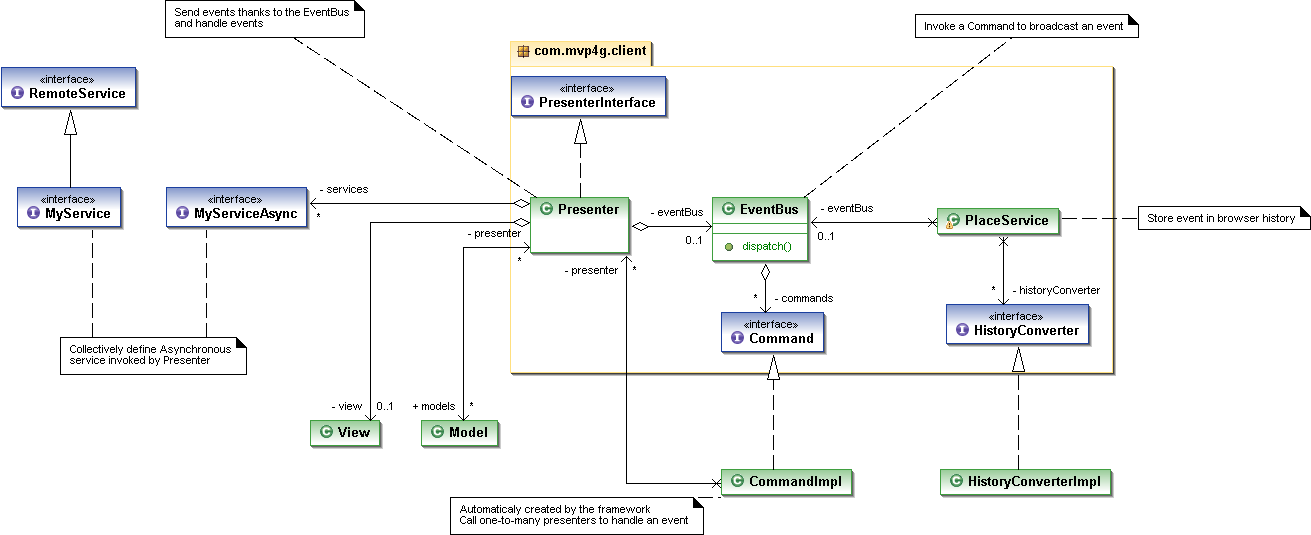 Send events thanks to the EventBus
and handle events
Invoke a Command to broadcast an event
com.mvp4g.client
«interface»
RemoteService
«interface»
PresenterInterface
«interface»
MyService
«interface»
MyServiceAsync
- services
*
Presenter
- eventBus
0..1
EventBus
dispatch()
- eventBus
0..1
PlaceService
Store event in browser history
- presenter
*
- presenter
*
*
- commands
*
- historyConverter
«interface»
Command
«interface»
HistoryConverter
Collectively define Asynchronous
service invoked by Presenter
- view
0..1
+ models
*
View
Model
CommandImpl
HistoryConverterImpl
Automaticaly created by the framework
Call one-to-many presenters to handle an event